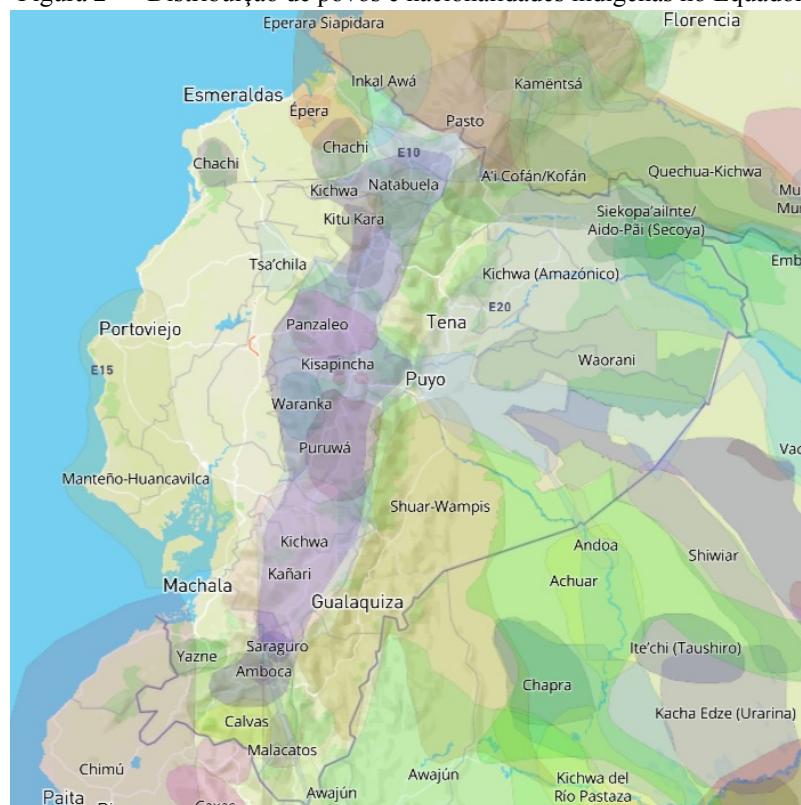 Figura 2 — Distribuição de povos e nacionalidades indígenas no Equador
Eperara Siapidara
Florencia
Inkal Awá
Kamëntsá
Esmeraldas
Épera
Pasto
Chachi
E10
Chachi
Kichwa
Natabuela
A'i Cofán/Kofán
Quechua-Kichwa
Kitu Kara
Siekopa'ailnte/
Aido-Pãi (Secoya)
Tsa'chila
Kichwa (Amazónico)
E20
Portoviejo
Panzaleo
Tena
E15
Kisapincha
Waorani
Puyo
Waranka
Puruwá
Manteño-Huancavilca
Shuar-Wampis
Kichwa
Andoa
Shiwiar
Kañari
Achuar
Machala
Gualaquiza
Saraguro
Yazne
Amboca
Ite'chi (Taushiro)
Chapra
Calvas
Kacha Edze (Urarina)
Malacatos
Chimú
Awajún
Awajún
Kichwa del
Río Pastaza
Paita